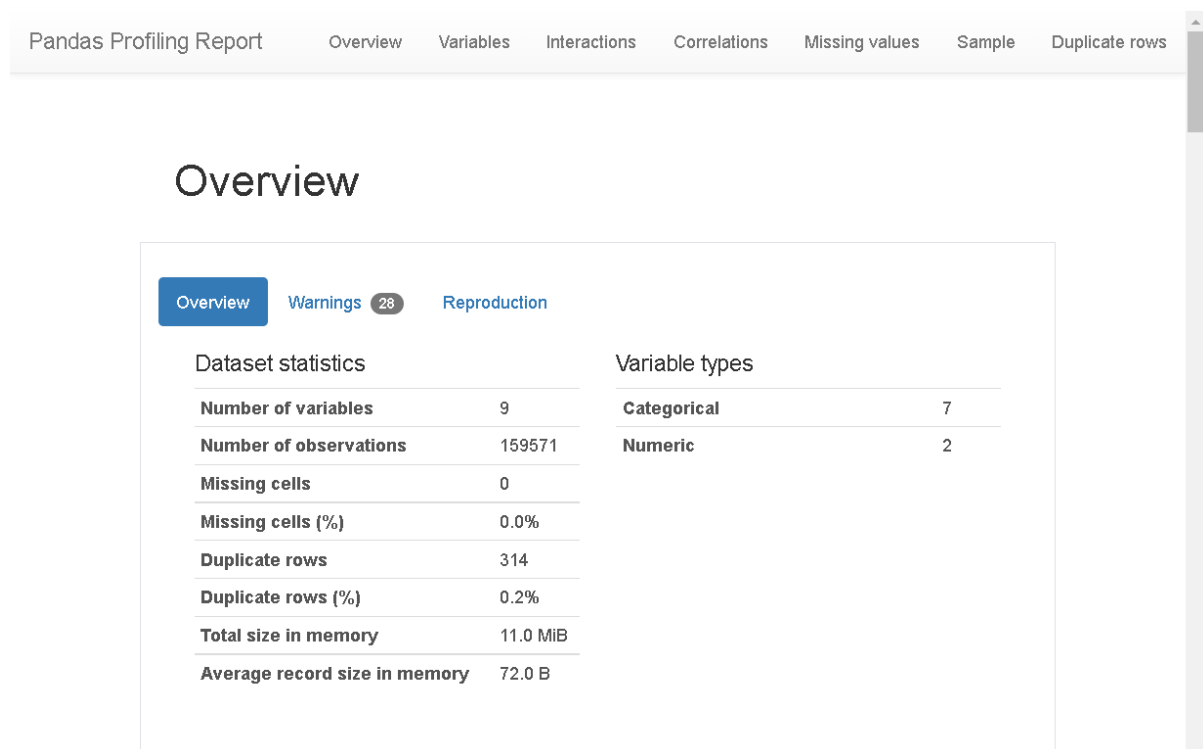 Pandas Profiling Report Overview Variables Interactions Correlations Missing values Sample Duplicate rows
Overview
Overview Warnings 28 Reproduction
Dataset statistics
Number of variables 9
Number of observations 159571
Missing cells 0
Missing cells (%) 0.0%
Duplicate rows 314
Duplicate rows (%) 0.2%
Total size in memory 11.0 MiB
Average record size in memory 72.0 B
Variable types
Categorical 7
Numeric 2